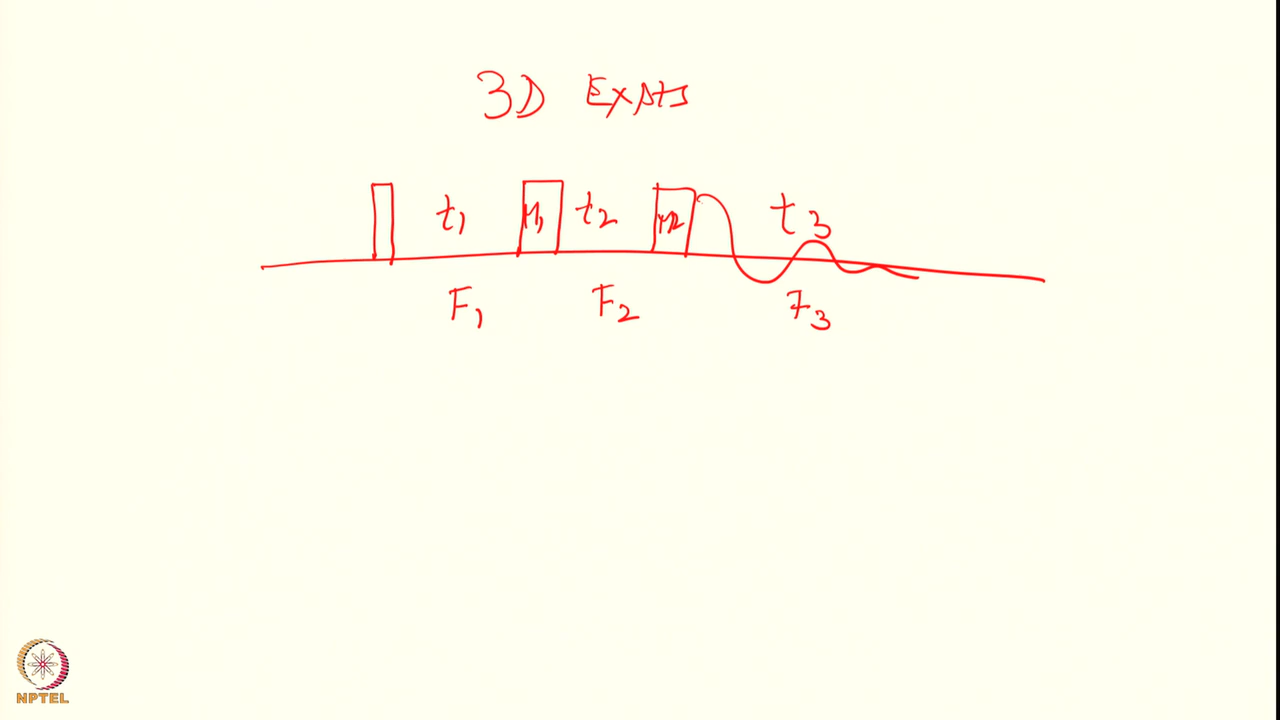 3D Expts
t₁ M₁ t₂ M₂ t₃
F₁ F₂ F₃
NPTEL